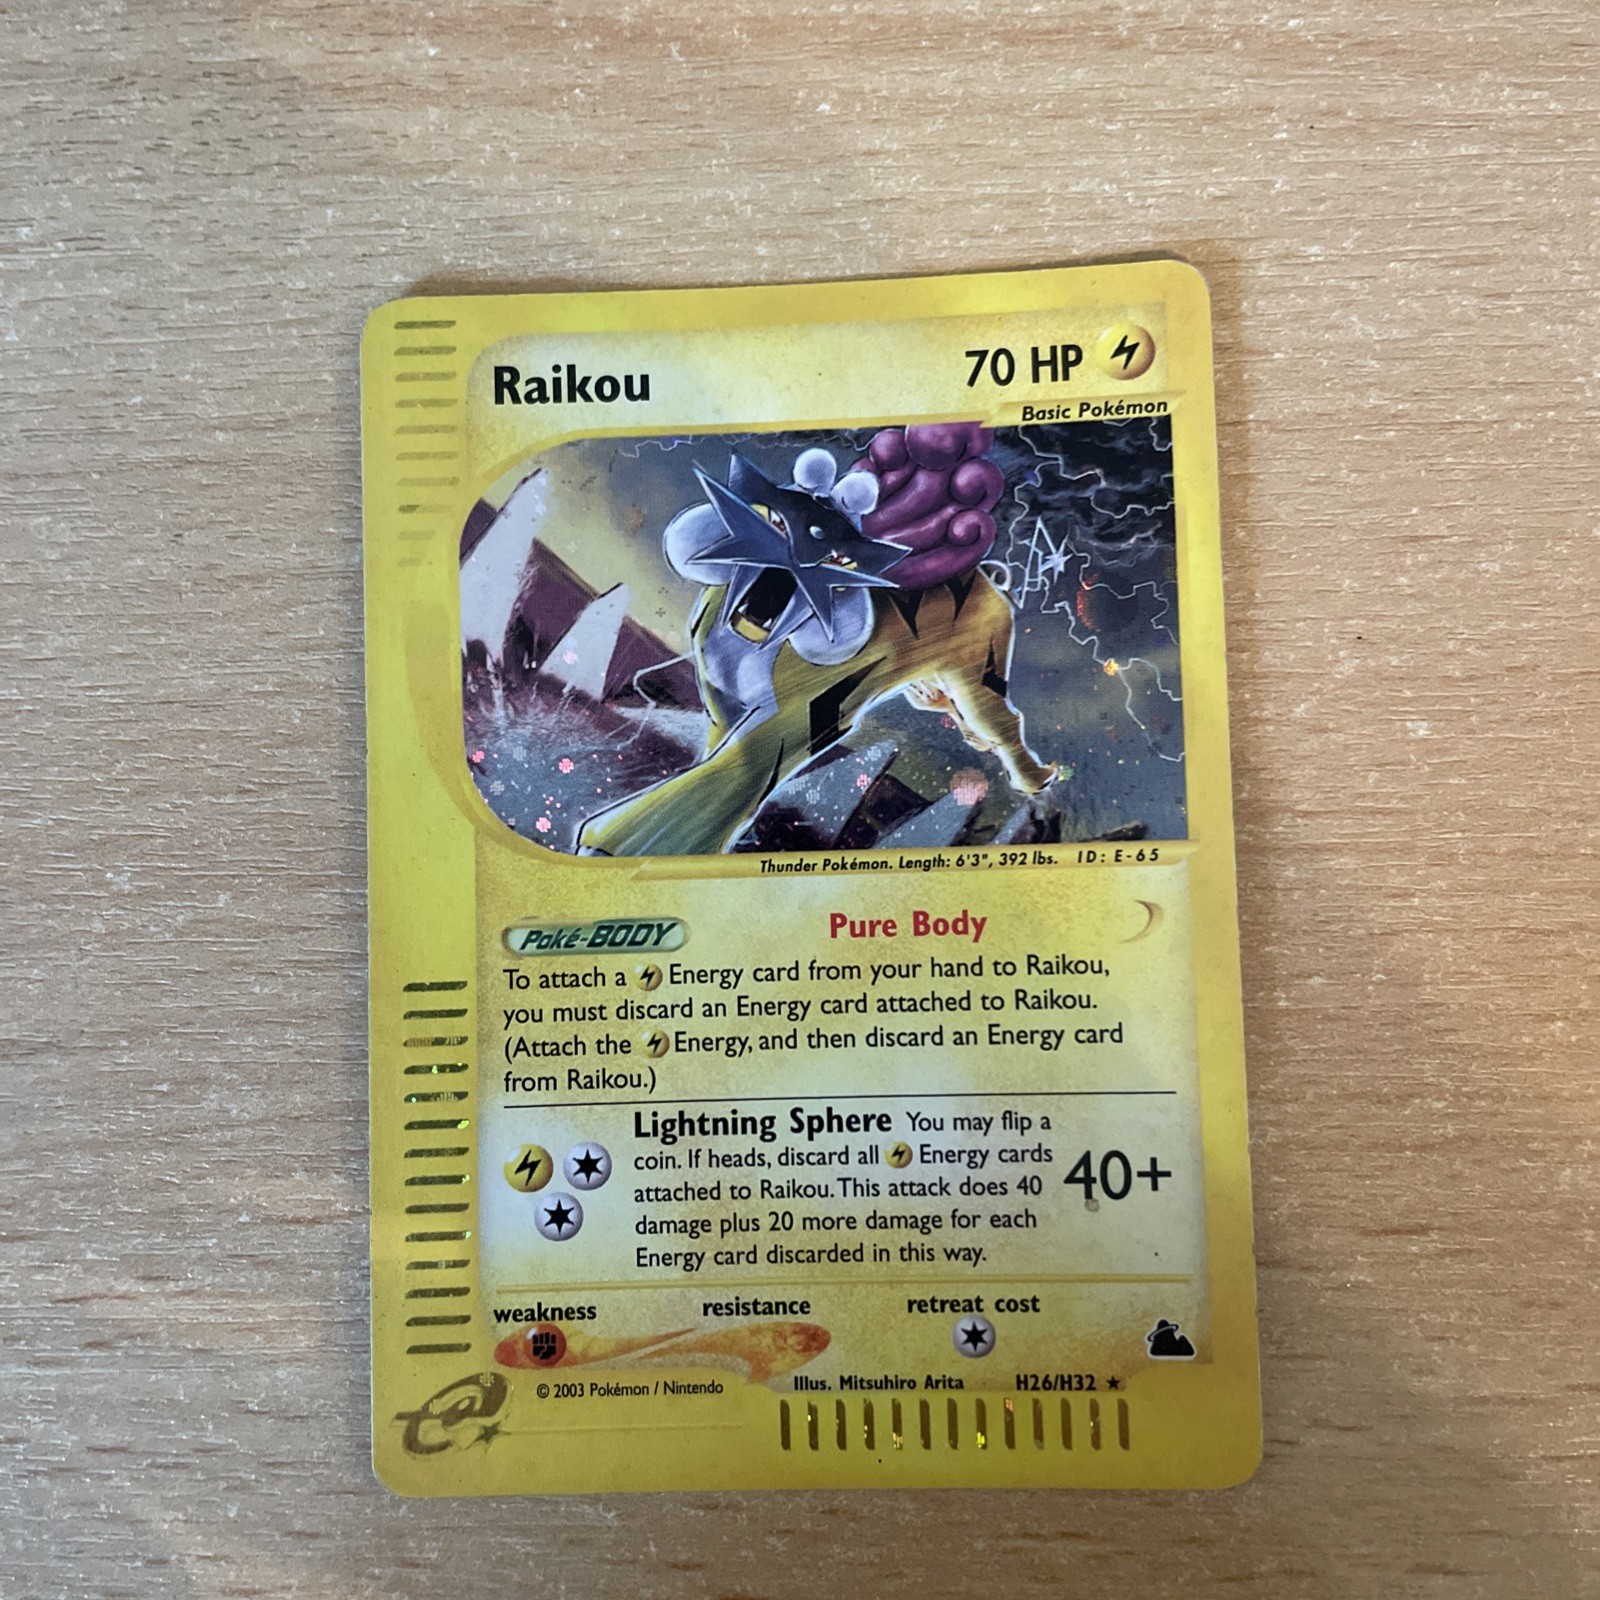 Raikou
70 HP
Basic Pokémon
Thunder Pokémon. Length: 6'3", 392 lbs. ID: E-65
Poké-BODY Pure Body
To attach a Energy card from your hand to Raikou,
you must discard an Energy card attached to Raikou.
(Attach the Energy, and then discard an Energy card
from Raikou.)
Lightning Sphere You may flip a
coin. If heads, discard all Energy cards
attached to Raikou. This attack does 40
damage plus 20 more damage for each
Energy card discarded in this way.
40+
weakness resistance retreat cost
© 2003 Pokémon / Nintendo Illus. Mitsuhiro Arita H26/H32 ★
e